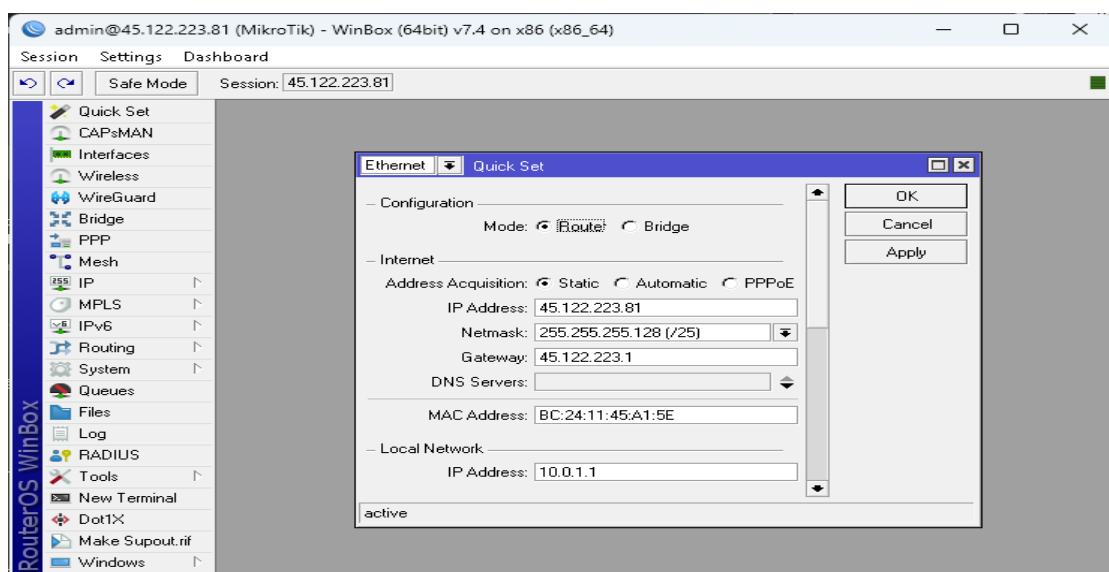 admin@45.122.223.81 (MikroTik) - WinBox (64bit) v7.4 on x86 (x86_64)
Session Settings Dashboard
Safe Mode Session: 45.122.223.81
Quick Set
CAPsMAN
Interfaces
Wireless
WireGuard
Bridge
PPP
Mesh
IP
MPLS
IPv6
Routing
System
Queues
Files
Log
RADIUS
Tools
New Terminal
Dot1X
Make Supout.rif
Windows
RouterOS WinBox
Ethernet Quick Set
Configuration
Mode: Route Bridge
Internet
Address Acquisition: Static Automatic PPPoE
IP Address: 45.122.223.81
Netmask: 255.255.255.128 (/25)
Gateway: 45.122.223.1
DNS Servers:
MAC Address: BC:24:11:45:A1:5E
Local Network
IP Address: 10.0.1.1
OK
Cancel
Apply
active